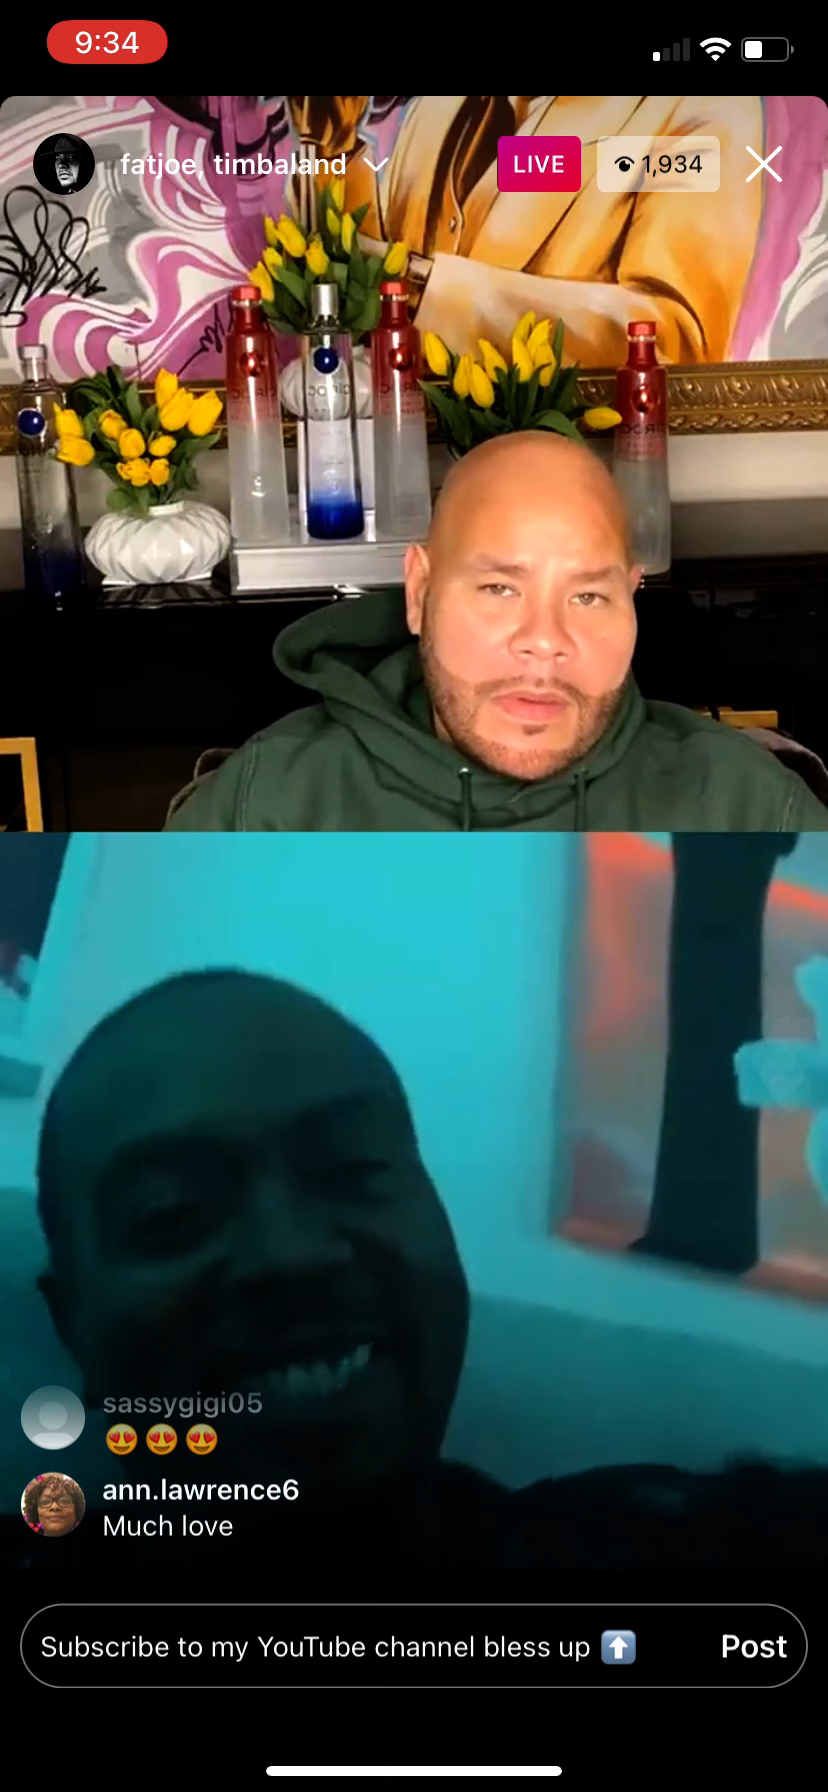 9:34
fatjoe, timbaland
LIVE
1,934
sassygigi05
😍😍😍
ann.lawrence6
Much love
Subscribe to my YouTube channel bless up ⬆️
Post